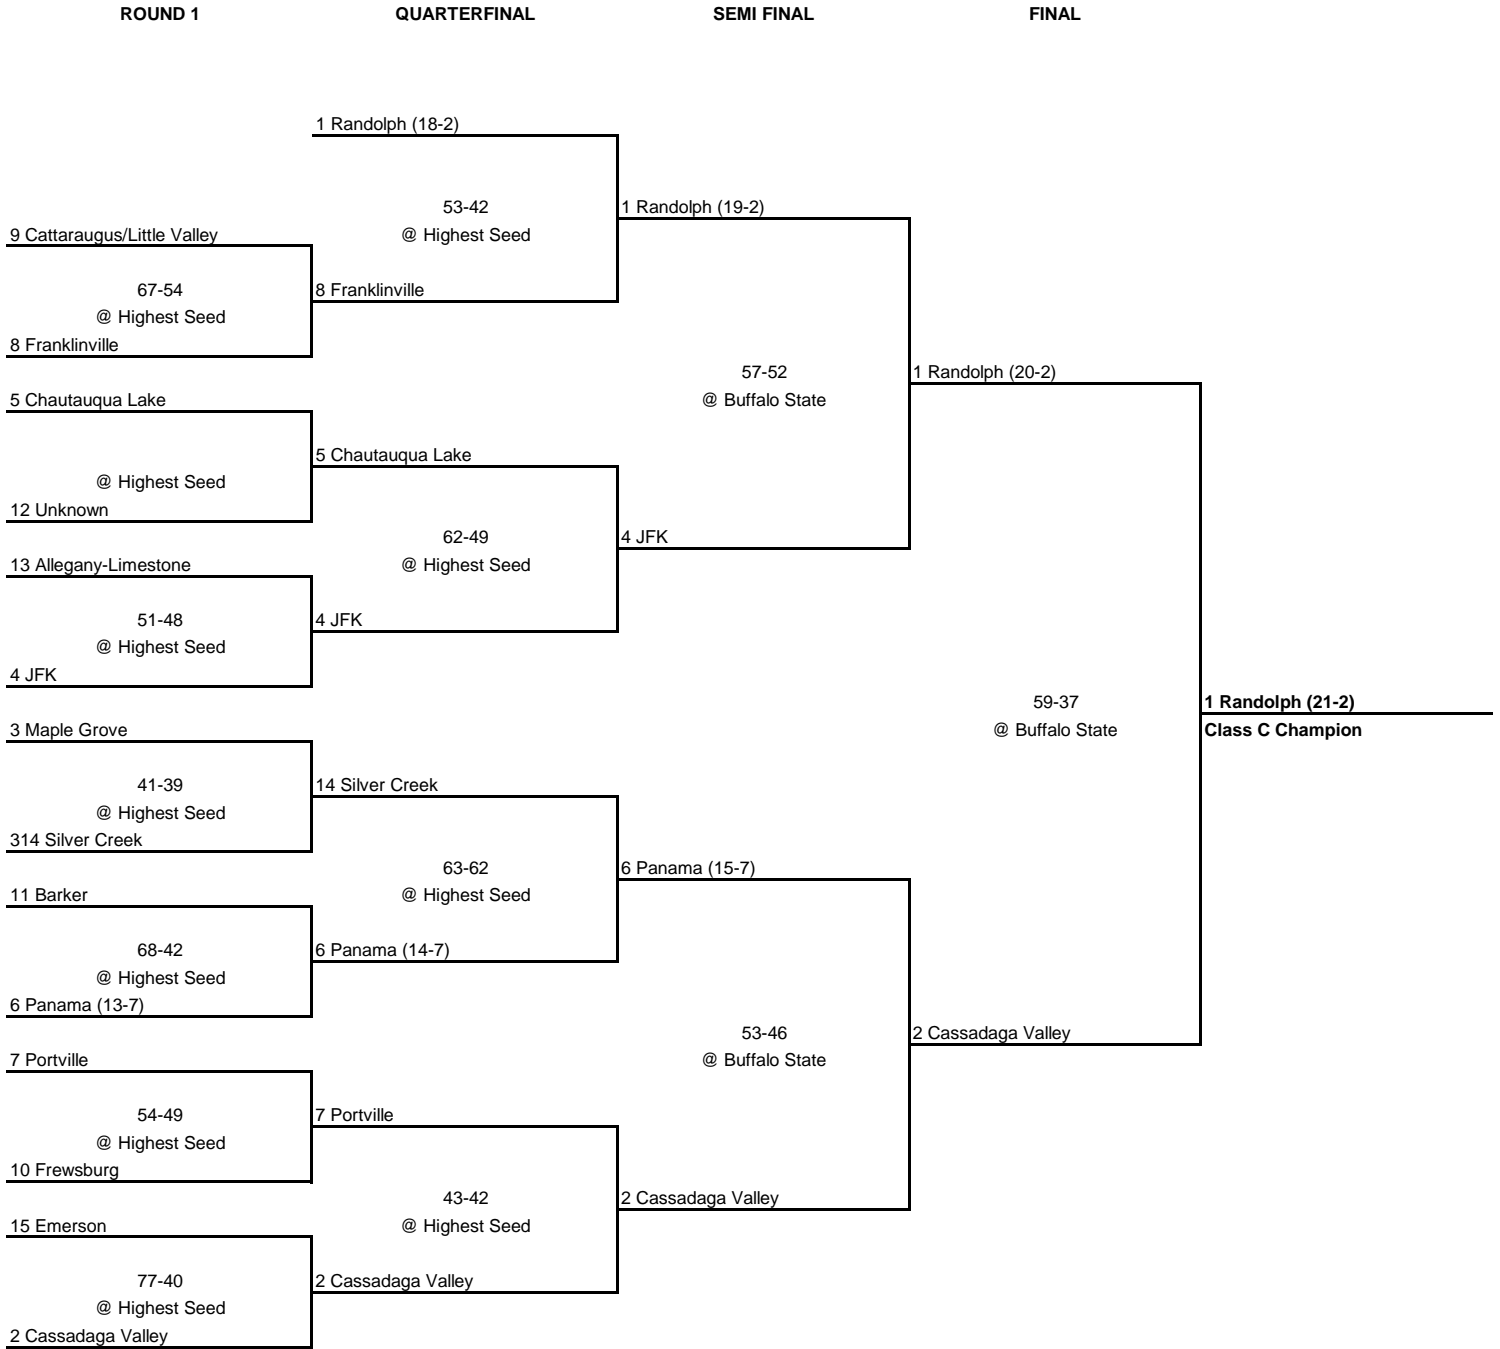 ROUND 1
QUARTERFINAL
SEMI FINAL
FINAL
1 Randolph (18-2)
53-42
@ Highest Seed
1 Randolph (19-2)
9 Cattaraugus/Little Valley
67-54
@ Highest Seed
8 Franklinville
8 Franklinville
57-52
@ Buffalo State
1 Randolph (20-2)
5 Chautauqua Lake
@ Highest Seed
5 Chautauqua Lake
12 Unknown
62-49
@ Highest Seed
4 JFK
13 Allegany-Limestone
51-48
@ Highest Seed
4 JFK
4 JFK
59-37
@ Buffalo State
1 Randolph (21-2)
Class C Champion
3 Maple Grove
41-39
@ Highest Seed
14 Silver Creek
314 Silver Creek
63-62
@ Highest Seed
6 Panama (15-7)
11 Barker
68-42
@ Highest Seed
6 Panama (14-7)
6 Panama (13-7)
53-46
@ Buffalo State
2 Cassadaga Valley
7 Portville
54-49
@ Highest Seed
7 Portville
10 Frewsburg
43-42
@ Highest Seed
2 Cassadaga Valley
15 Emerson
77-40
@ Highest Seed
2 Cassadaga Valley
2 Cassadaga Valley